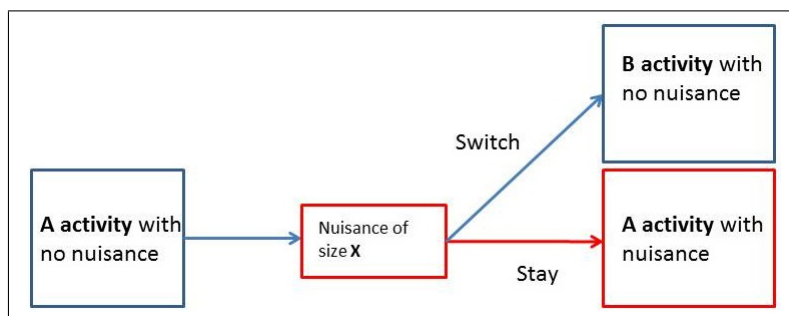 A activity with
no nuisance
Nuisance of
size X
Switch
Stay
B activity with
no nuisance
A activity with
nuisance